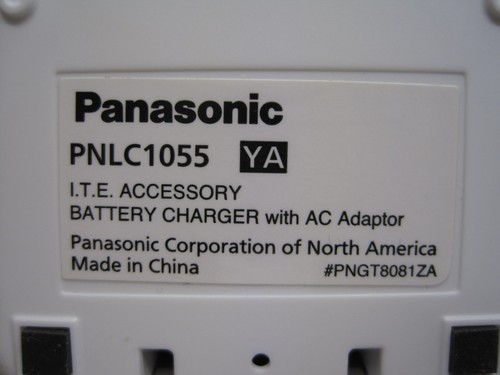 Panasonic
PNLC1055 YA
I.T.E. ACCESSORY
BATTERY CHARGER with AC Adaptor
Panasonic Corporation of North America
Made in China #PNGT8081ZA